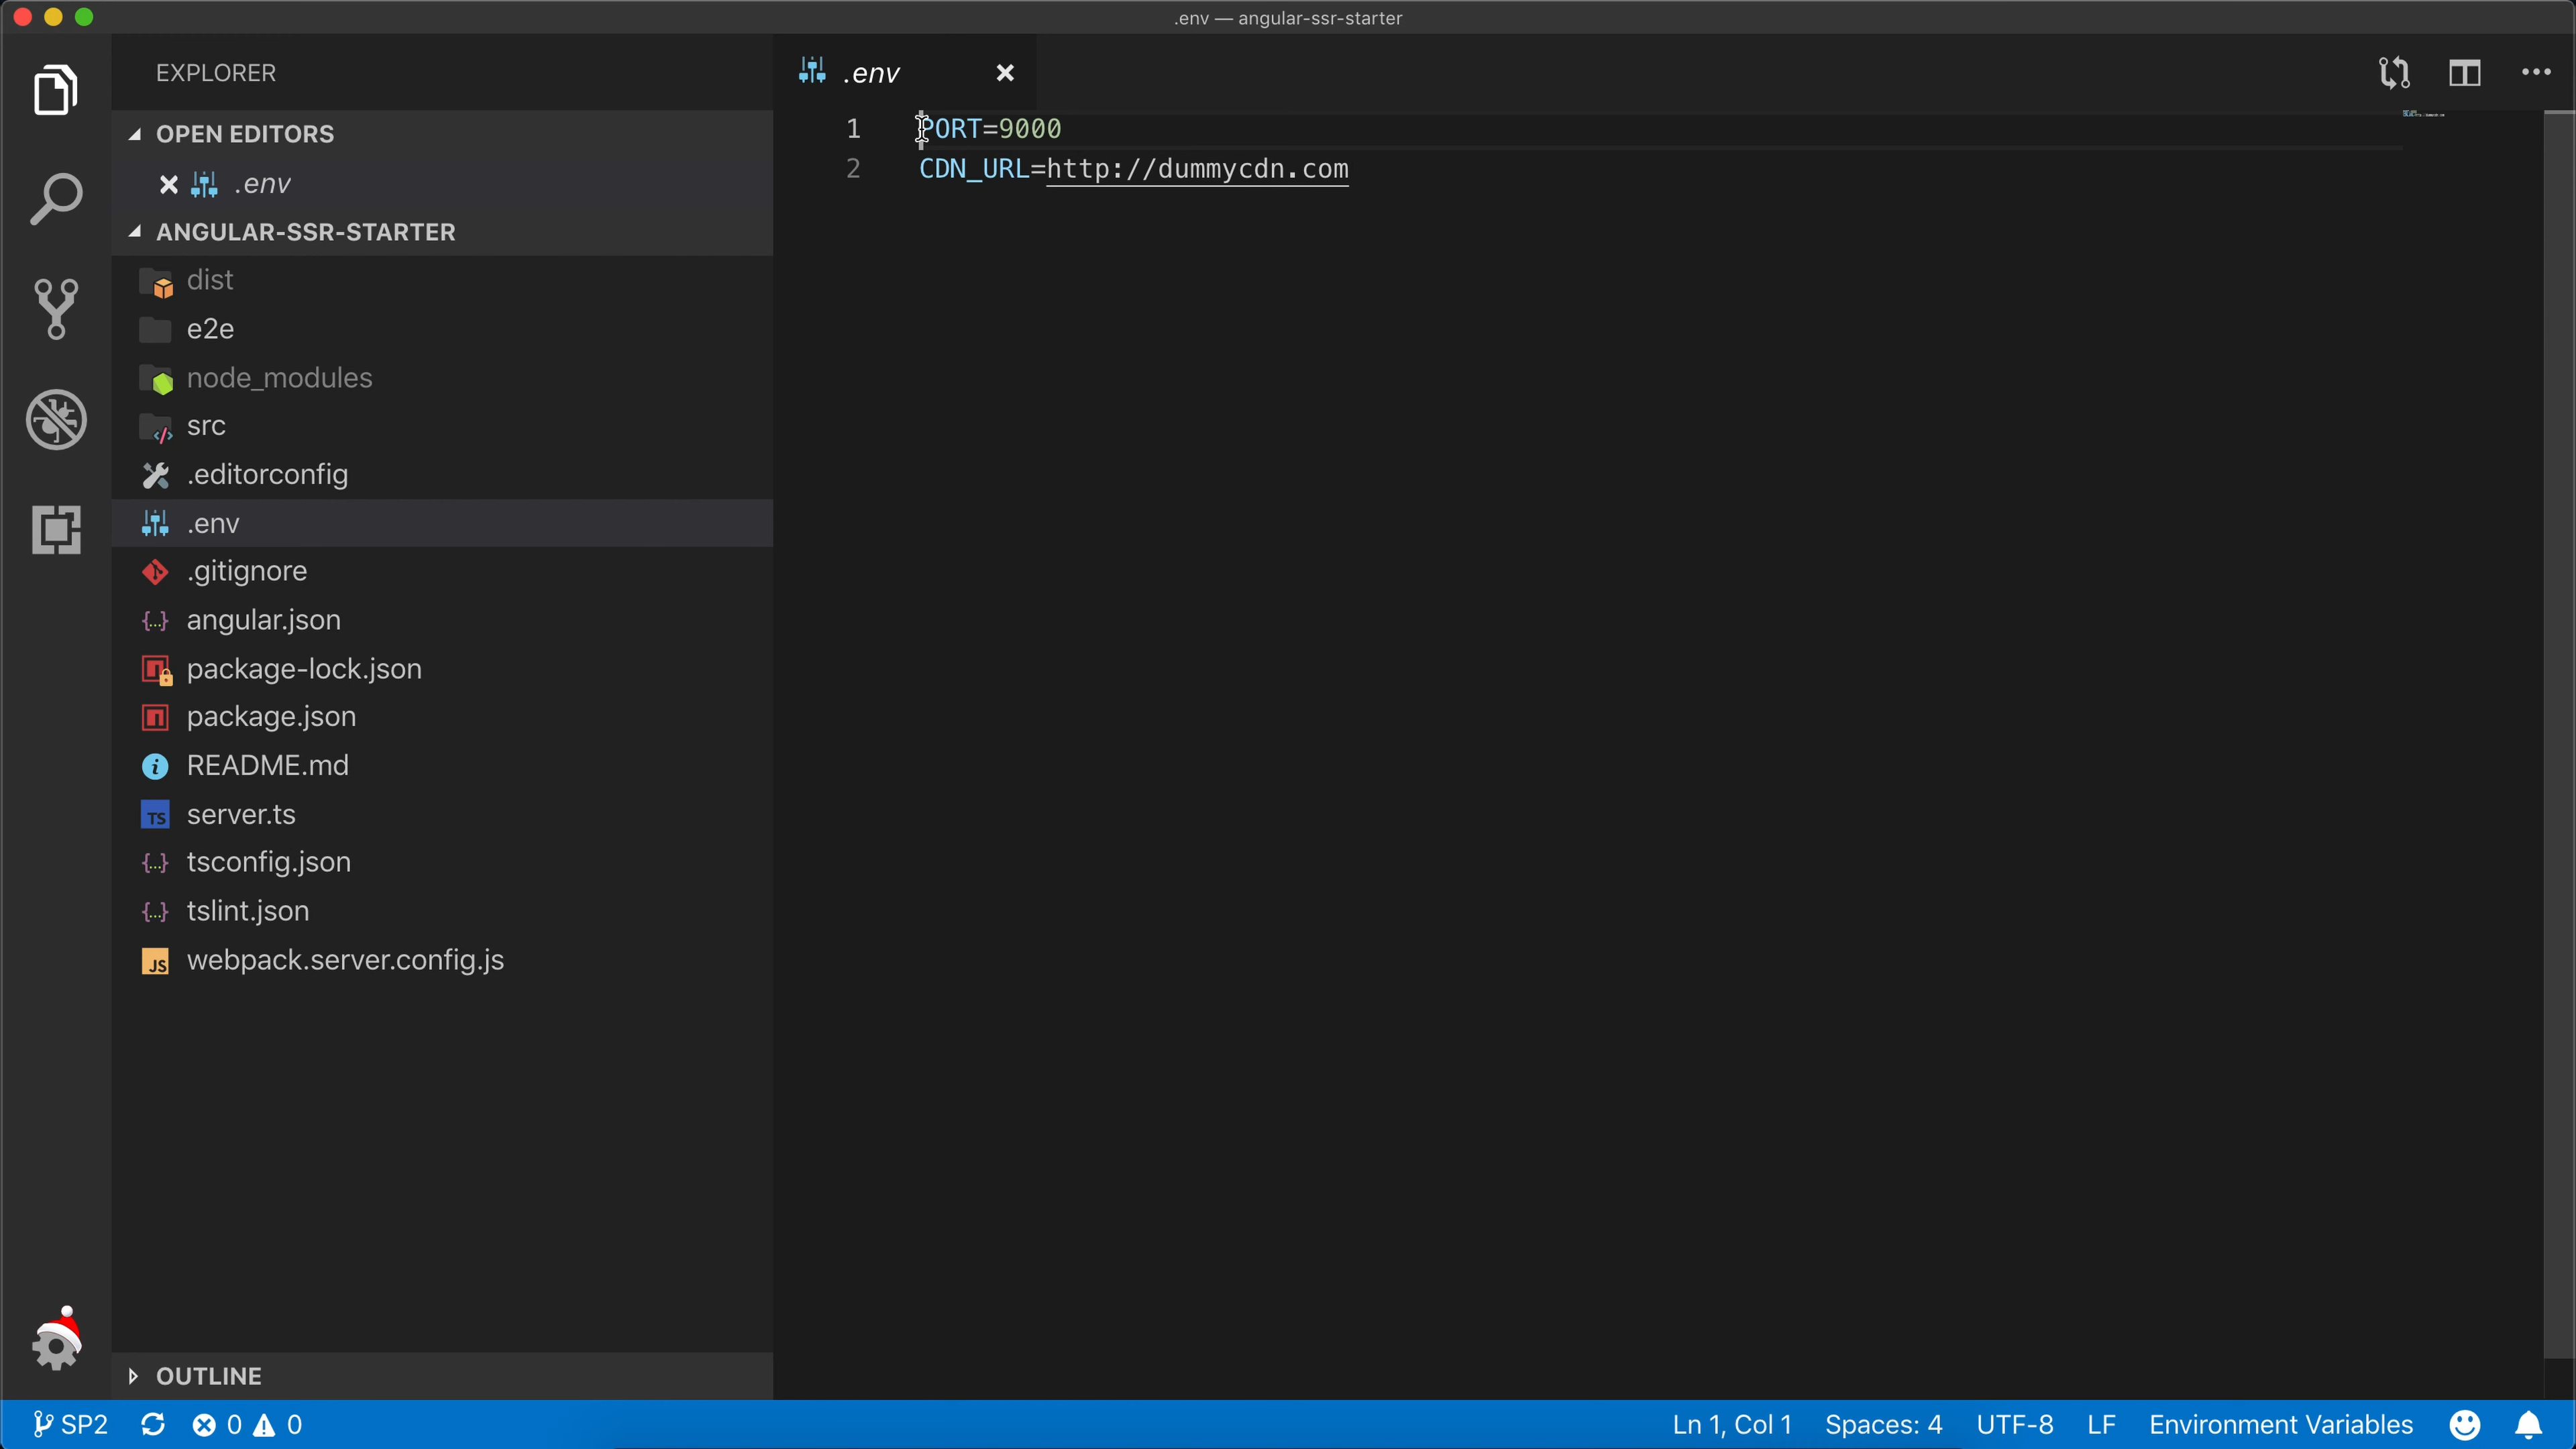 .env — angular-ssr-starter
EXPLORER
OPEN EDITORS
.env
ANGULAR-SSR-STARTER
dist
e2e
node_modules
src
.editorconfig
.env
.gitignore
angular.json
package-lock.json
package.json
README.md
TS server.ts
tsconfig.json
tslint.json
JS webpack.server.config.js
OUTLINE
.env
1 PORT=9000
2 CDN_URL=http://dummycdn.com
SP2 0 0 Ln 1, Col 1 Spaces: 4 UTF-8 LF Environment Variables